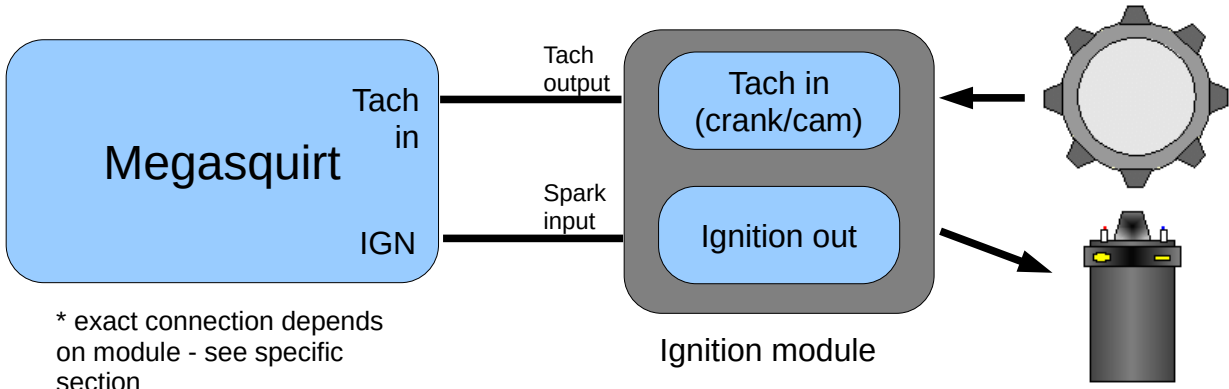 Megasquirt
Tach
in
IGN
Tach
output
Spark
input
Tach in
(crank/cam)
Ignition out
Ignition module
* exact connection depends
on module - see specific
section